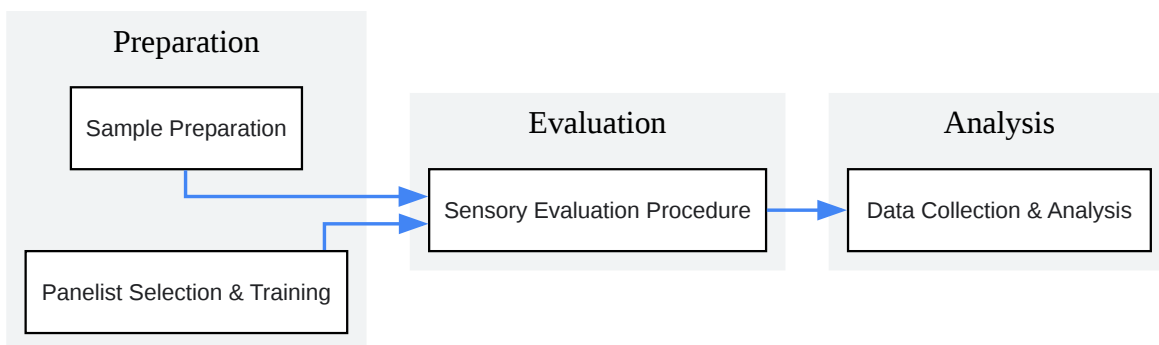 Preparation
Sample Preparation
Panelist Selection & Training
Evaluation
Sensory Evaluation Procedure
Analysis
Data Collection & Analysis